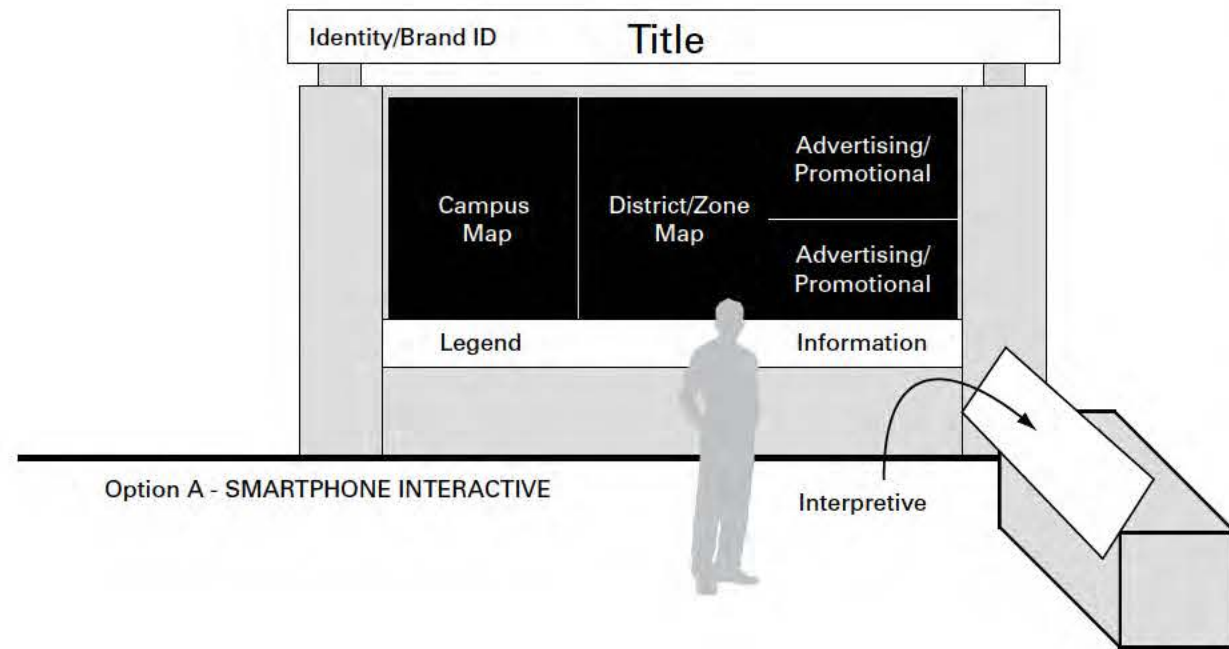 Identity/Brand ID
Title
Campus
Map
District/Zone
Map
Advertising/
Promotional
Advertising/
Promotional
Legend
Information
Option A - SMARTPHONE INTERACTIVE
Interpretive